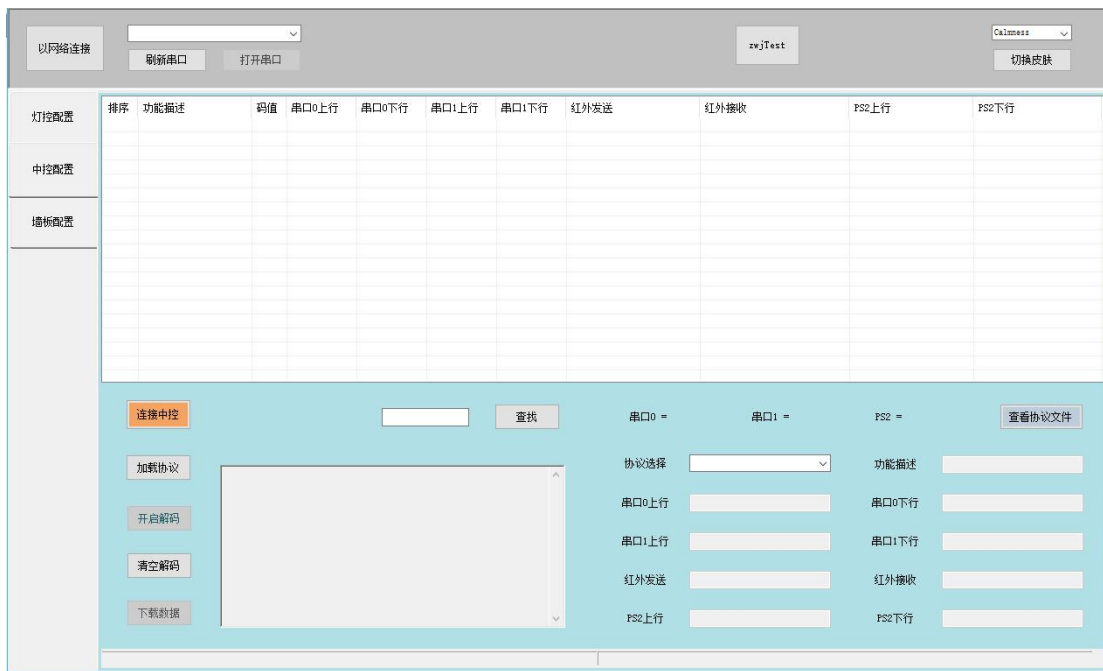 以网络连接
刷新串口 打开串口
zwjTest
Calmness
切换皮肤
灯控配置
中控配置
墙板配置
排序 功能描述 码值 串口0上行 串口0下行 串口1上行 串口1下行 红外发送 红外接收 PS2上行 PS2下行
连接中控 查找 串口0 = 串口1 = PS2 = 查看协议文件
加载协议 协议选择 功能描述
开启解码 串口0上行 串口0下行
串口1上行 串口1下行
清空解码 红外发送 红外接收
下载数据 PS2上行 PS2下行